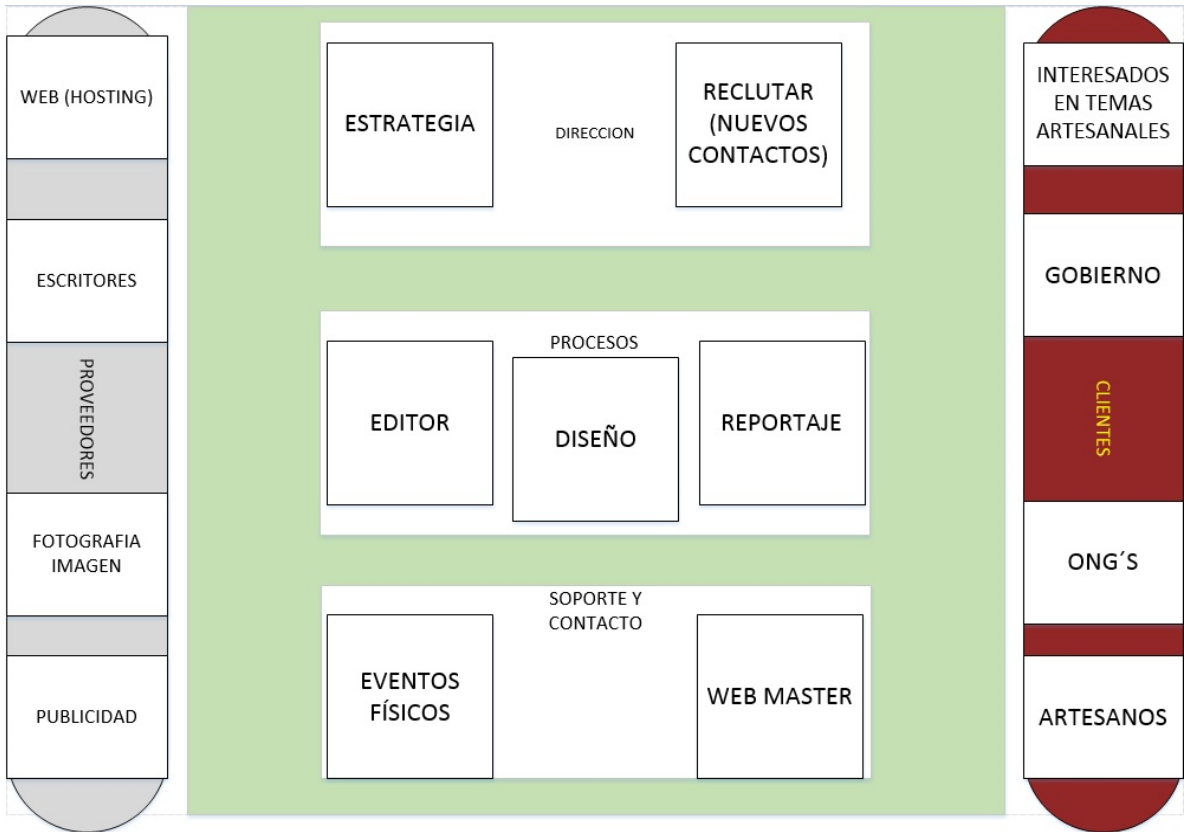 WEB (HOSTING)
ESCRITORES
PROVEEDORES
FOTOGRAFIA
IMAGEN
PUBLICIDAD
ESTRATEGIA
DIRECCION
RECLUTAR
(NUEVOS
CONTACTOS)
PROCESOS
EDITOR
DISEÑO
REPORTAJE
SOPORTE Y
CONTACTO
EVENTOS
FÍSICOS
WEB MASTER
INTERESADOS
EN TEMAS
ARTESANALES
GOBIERNO
CLIENTES
ONG´S
ARTESANOS